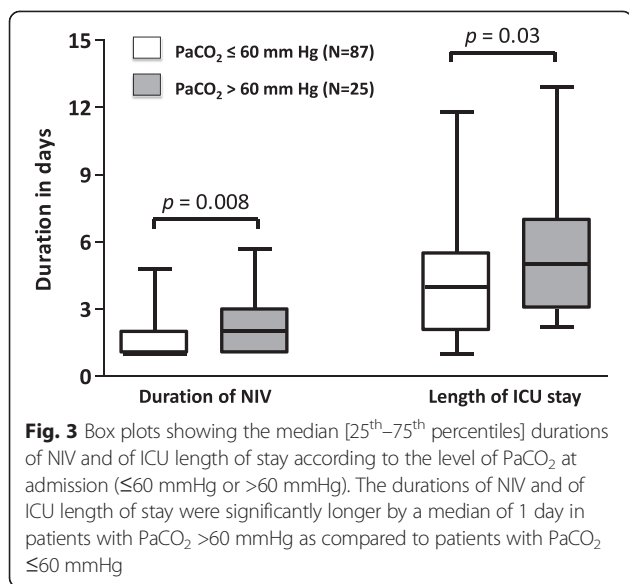 15
12
9
6
3
0
Duration in days
PaCO₂ ≤ 60 mm Hg (N=87)
PaCO₂ > 60 mm Hg (N=25)
p = 0.008
p = 0.03
Duration of NIV
Length of ICU stay
Fig. 3 Box plots showing the median [25th–75th percentiles] durations
of NIV and of ICU length of stay according to the level of PaCO₂ at
admission (≤60 mmHg or >60 mmHg). The durations of NIV and of
ICU length of stay were significantly longer by a median of 1 day in
patients with PaCO₂ >60 mmHg as compared to patients with PaCO₂
≤60 mmHg